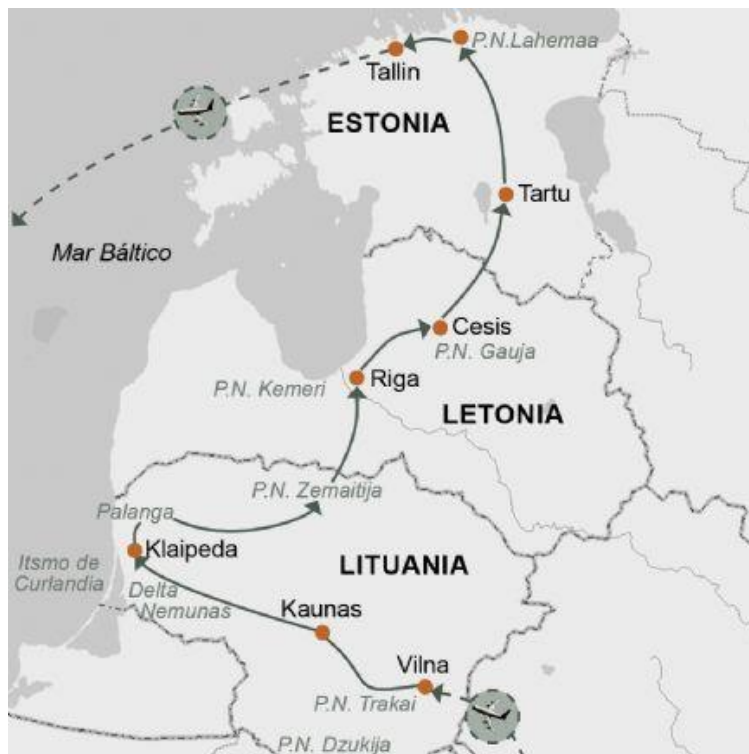 P.N.Lahemaa
Tallin
ESTONIA
Tartu
Mar Báltico
Cesis
P.N. Gauja
P.N. Kemeri
Riga
LETONIA
P.N. Zemaitija
Palanga
Klaipeda
Itsmo de
Curlandia
LITUANIA
Delta
Nemunas
Kaunas
Vilna
P.N. Trakai
P.N. Dzukija